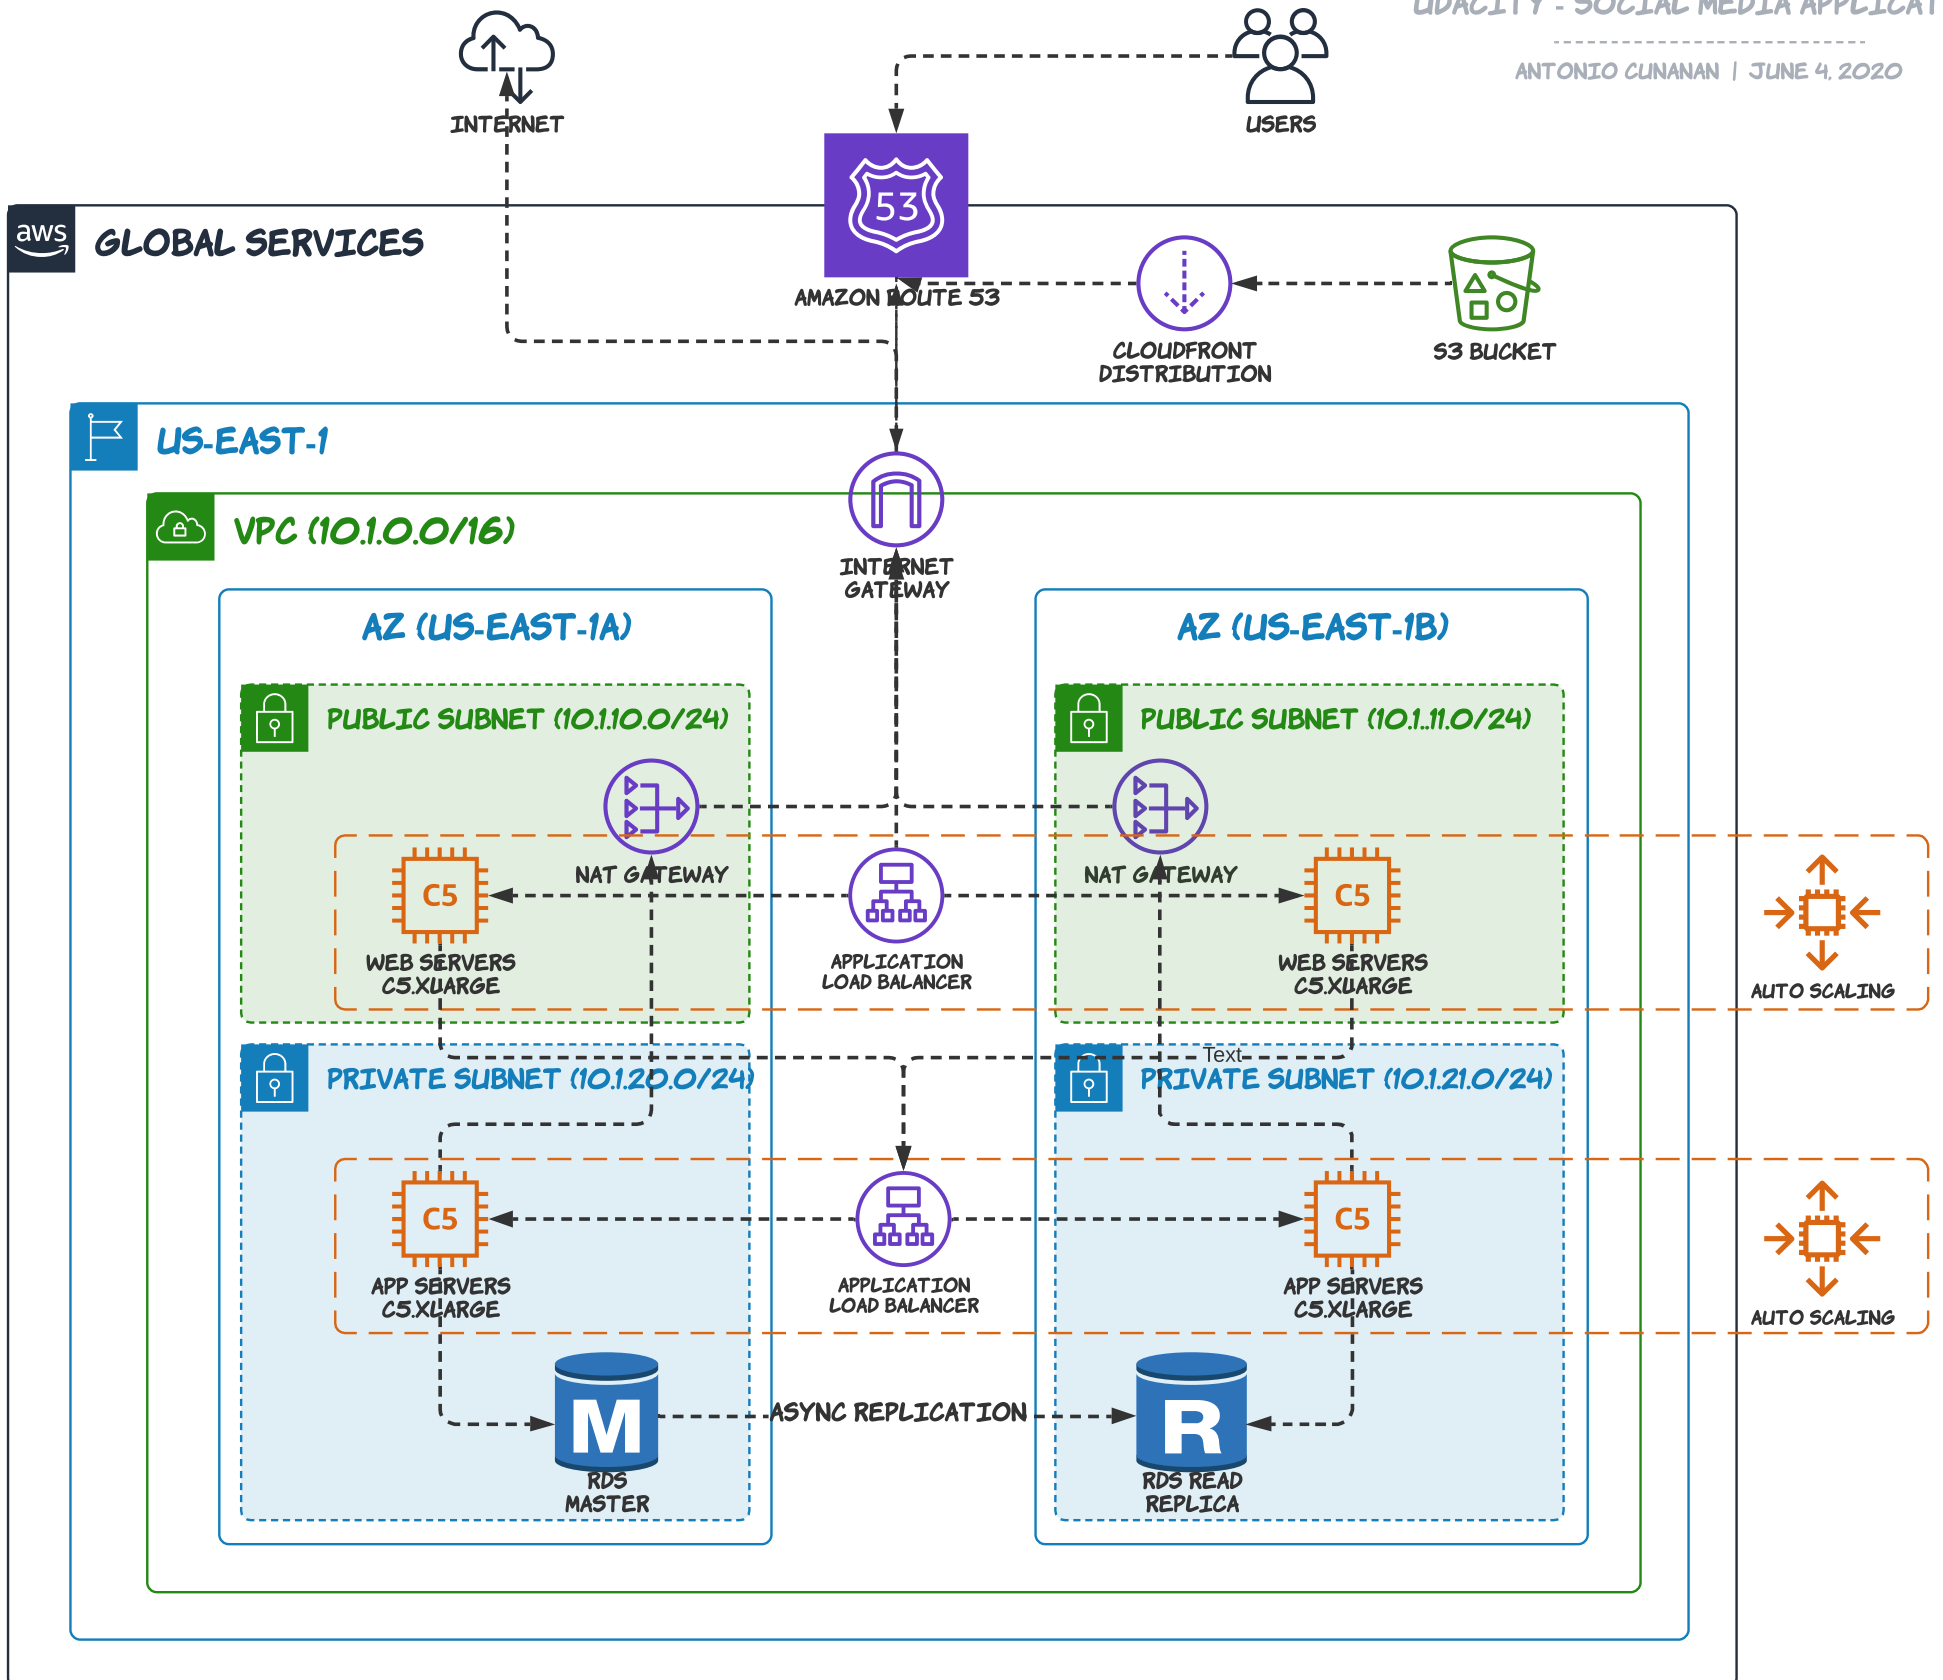 UDACITY - SOCIAL MEDIA APPLICAT
ANTONIO CUNANAN | JUNE 4, 2020
INTERNET
USERS
53
AMAZON ROUTE 53
aws
GLOBAL SERVICES
CLOUDFRONT
DISTRIBUTION
S3 BUCKET
US-EAST-1
VPC (10.1.0.0/16)
INTERNET
GATEWAY
AZ (US-EAST-1A)
AZ (US-EAST-1B)
PUBLIC SUBNET (10.1.10.0/24)
PUBLIC SUBNET (10.1..11.0/24)
NAT GATEWAY
NAT GATEWAY
C5
C5
WEB SERVERS
C5.XLARGE
APPLICATION
LOAD BALANCER
WEB SERVERS
C5.XLARGE
AUTO SCALING
Text
PRIVATE SUBNET (10.1.20.0/24)
PRIVATE SUBNET (10.1.21.0/24)
C5
C5
APP SERVERS
C5.XLARGE
APPLICATION
LOAD BALANCER
APP SERVERS
C5.XLARGE
AUTO SCALING
M
ASYNC REPLICATION
R
RDS
MASTER
RDS READ
REPLICA